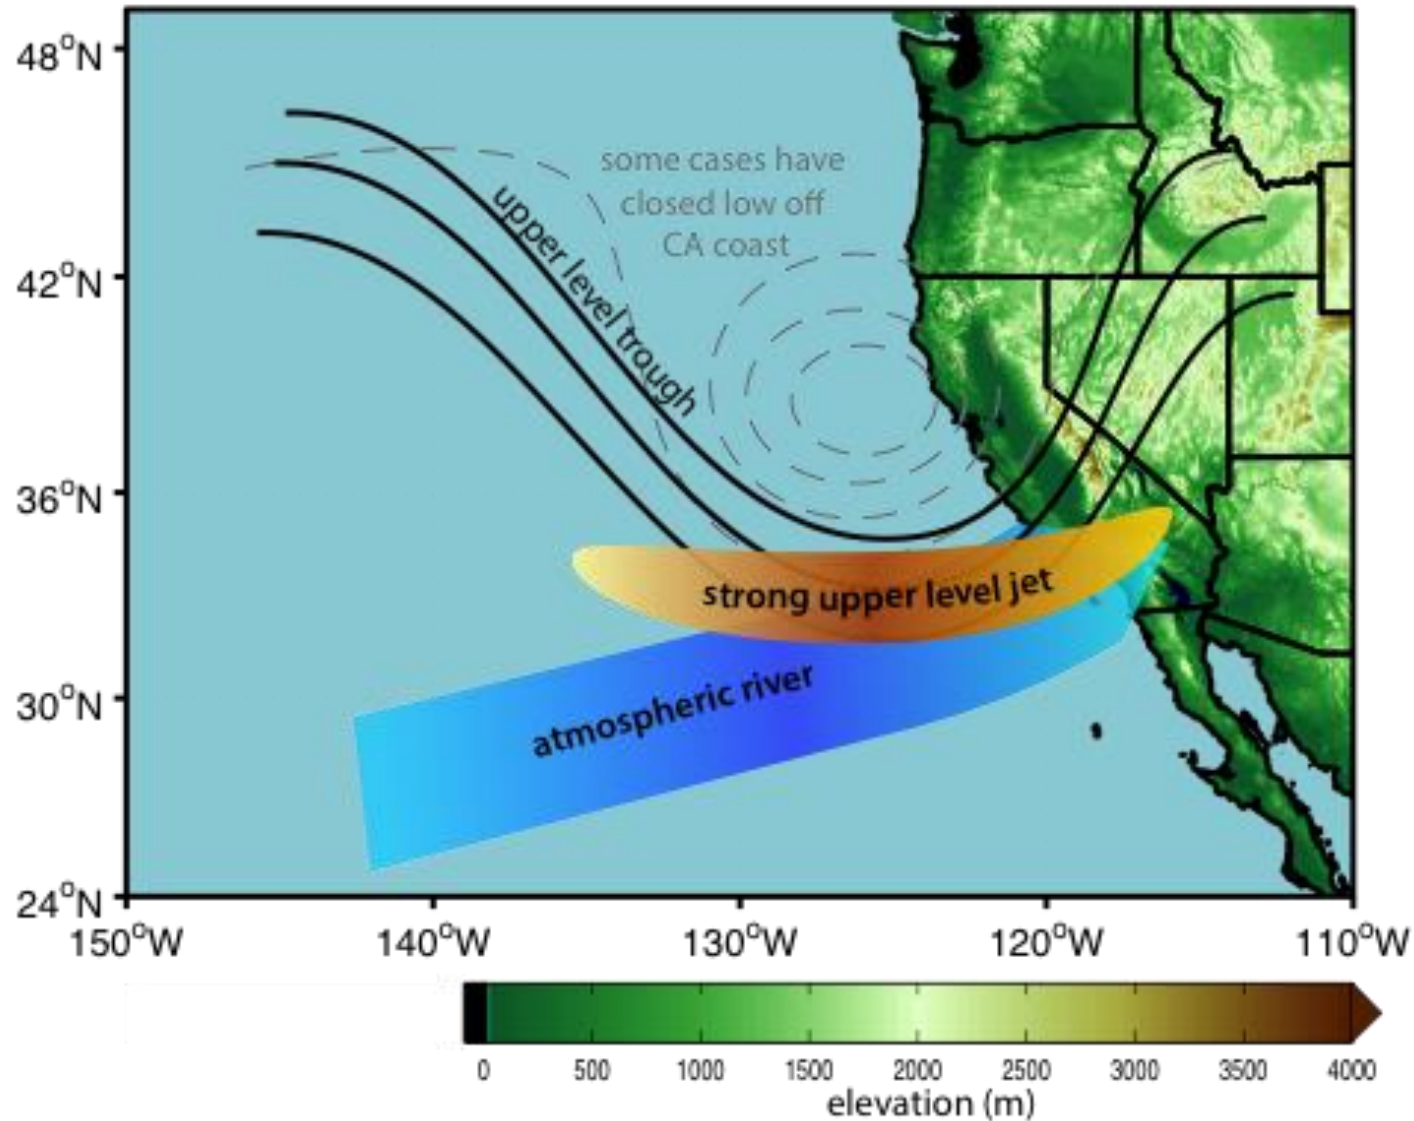 48°N
some cases have
closed low off
CA coast
upper level trough
42°N
36°N
strong upper level jet
atmospheric river
30°N
24°N
150°W 140°W 130°W 120°W 110°W
0 500 1000 1500 2000 2500 3000 3500 4000
elevation (m)